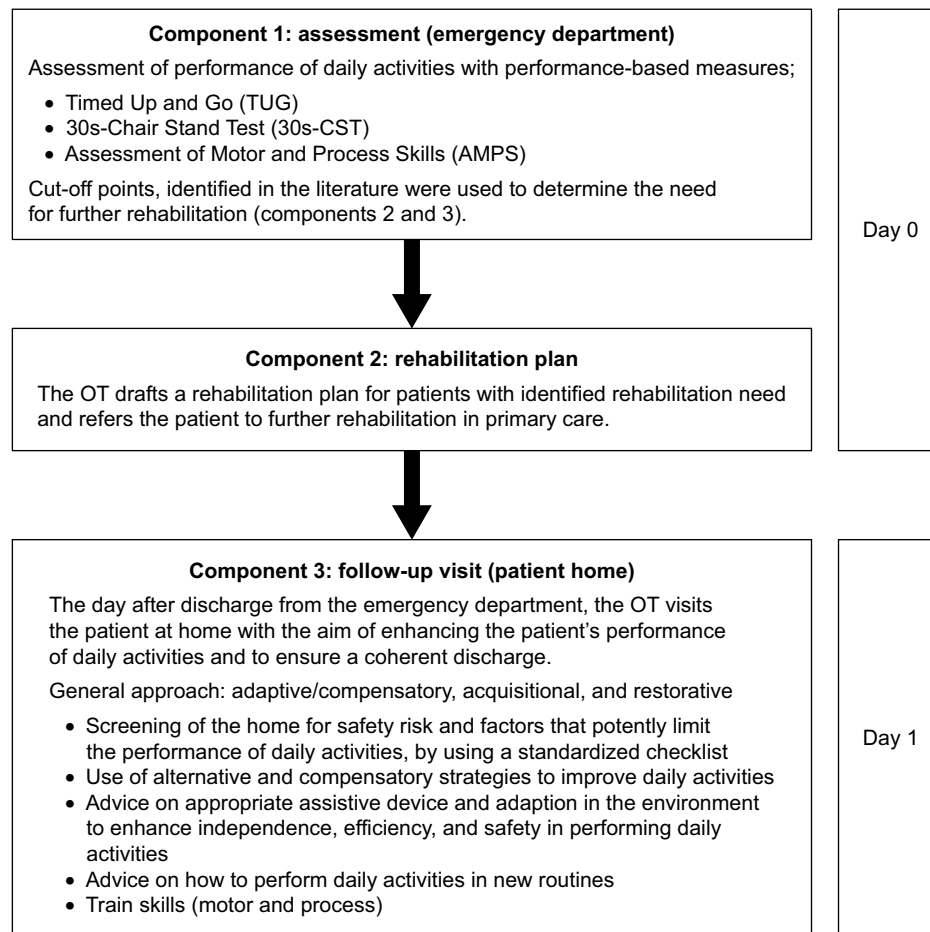 Component 1: assessment (emergency department)
Assessment of performance of daily activities with performance-based measures;
• Timed Up and Go (TUG)
• 30s-Chair Stand Test (30s-CST)
• Assessment of Motor and Process Skills (AMPS)
Cut-off points, identified in the literature were used to determine the need
for further rehabilitation (components 2 and 3).
Day 0
Component 2: rehabilitation plan
The OT drafts a rehabilitation plan for patients with identified rehabilitation need
and refers the patient to further rehabilitation in primary care.
Component 3: follow-up visit (patient home)
The day after discharge from the emergency department, the OT visits
the patient at home with the aim of enhancing the patient’s performance
of daily activities and to ensure a coherent discharge.
General approach: adaptive/compensatory, acquisitional, and restorative
• Screening of the home for safety risk and factors that potently limit
the performance of daily activities, by using a standardized checklist
• Use of alternative and compensatory strategies to improve daily activities
• Advice on appropriate assistive device and adaption in the environment
to enhance independence, efficiency, and safety in performing daily
activities
• Advice on how to perform daily activities in new routines
• Train skills (motor and process)
Day 1